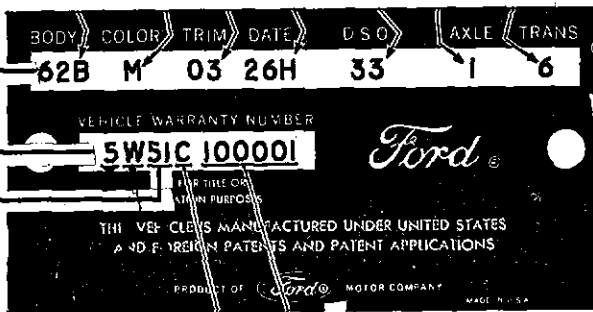 BODY COLOR TRIM DATE D S O AXLE TRANS
62B M 03 26H 33 1 6
VEHICLE WARRANTY NUMBER
5W51C 100001
Ford ®
FOR TITLE OR
PURPOSES
THIS VEHICLE IS MANUFACTURED UNDER UNITED STATES
AND FOREIGN PATENTS AND PATENT APPLICATIONS
PRODUCT OF Ford ® MOTOR COMPANY
MADE IN U.S.A.